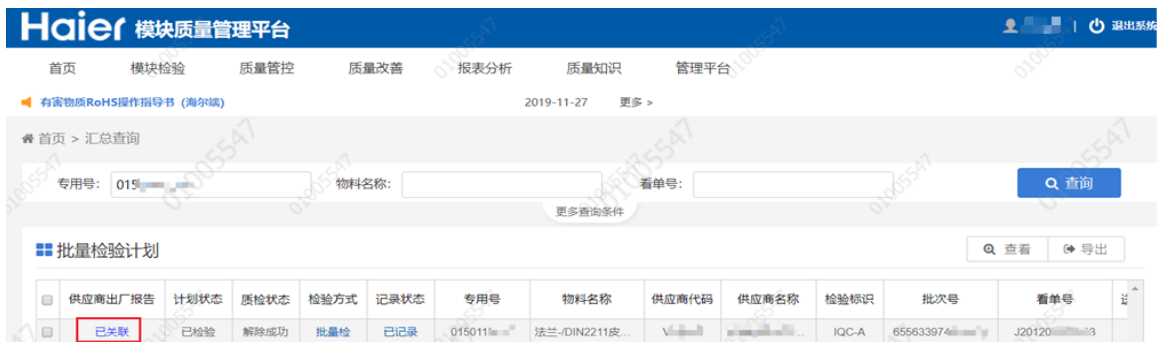 Haier 模块质量管理平台
退出系统
首页 模块检验 质量管控 质量改善 报表分析 质量知识 管理平台
有害物质RoHS操作指导书（海尔端） 2019-11-27 更多 >
首页 > 汇总查询
专用号： 015 物料名称： 看单号： 查询
更多查询条件
批量检验计划 查看 导出
供应商出厂报告 计划状态 质检状态 检验方式 记录状态 专用号 物料名称 供应商代码 供应商名称 检验标识 批次号 看单号
已关联 已检验 解除成功 批量检 已记录 015011 法兰-/DIN2211皮... V ... IQC-A 655633974 J20120
01005547